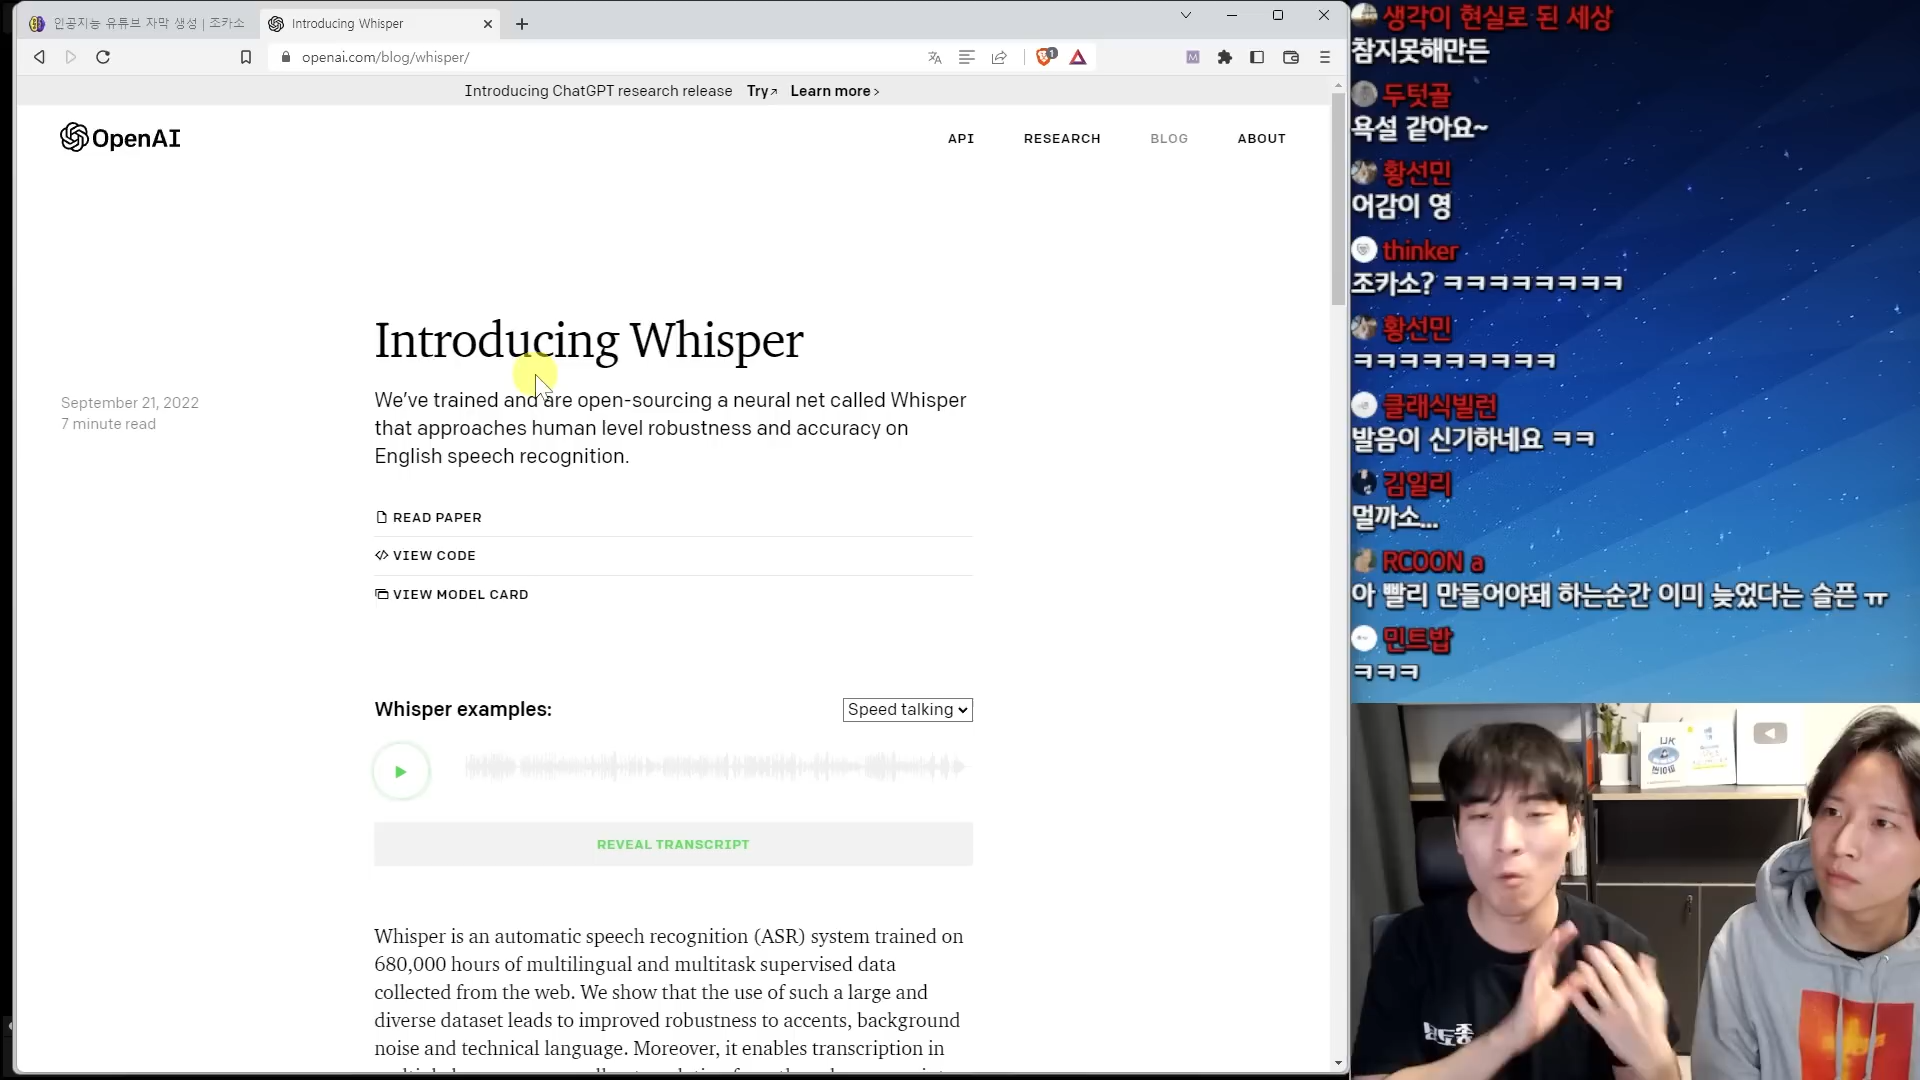 인공지능 유튜브 자막 생성 | 조카소
Introducing Whisper
openai.com/blog/whisper/
Introducing ChatGPT research release Try↗ Learn more ›
OpenAI
API RESEARCH BLOG ABOUT
Introducing Whisper
September 21, 2022
7 minute read
We’ve trained and are open-sourcing a neural net called Whisper
that approaches human level robustness and accuracy on
English speech recognition.
READ PAPER
VIEW CODE
VIEW MODEL CARD
Whisper examples:
Speed talking
REVEAL TRANSCRIPT
Whisper is an automatic speech recognition (ASR) system trained on
680,000 hours of multilingual and multitask supervised data
collected from the web. We show that the use of such a large and
diverse dataset leads to improved robustness to accents, background
noise and technical language. Moreover, it enables transcription in
생각이 현실로 된 세상
참지못해만든
두텃골
욕설 같아요~
황선민
어감이 영
thinker
조카소? ㅋㅋㅋㅋㅋㅋㅋㅋ
황선민
ㅋㅋㅋㅋㅋㅋㅋㅋㅋ
클래식빌런
발음이 신기하네요 ㅋㅋ
김일리
멀까소...
RCOON a
아 빨리 만들어야돼 하는순간 이미 늦었다는 슬픈 ㅠ
민트밥
ㅋㅋㅋ